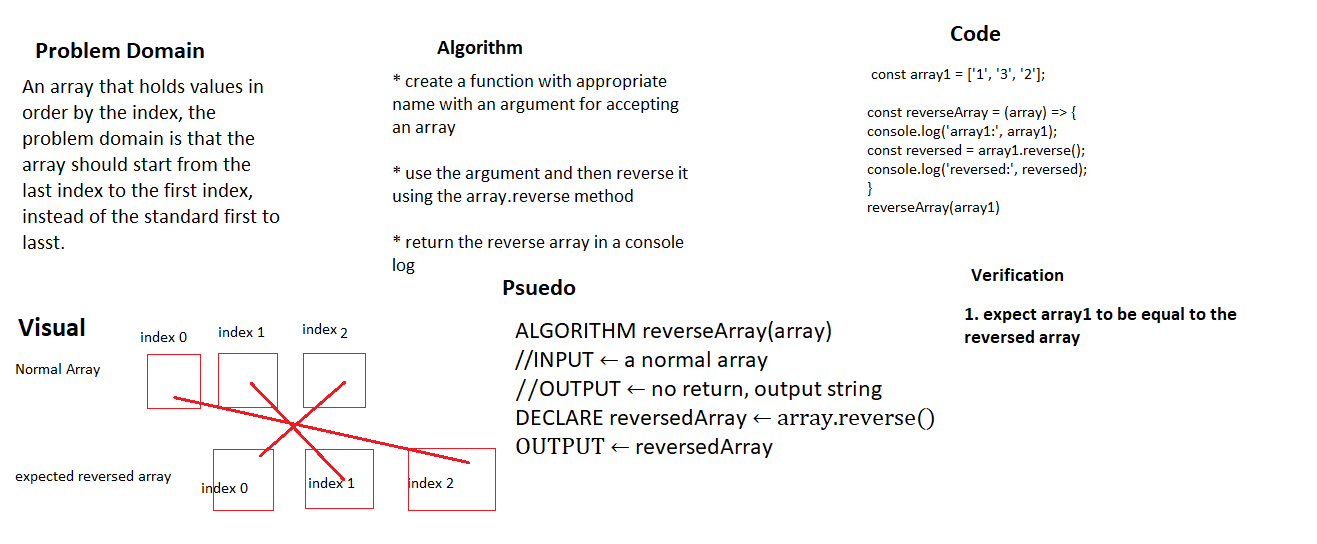 Problem Domain
An array that holds values in
order by the index, the
problem domain is that the
array should start from the
last index to the first index,
instead of the standard first to
lasst.
Algorithm
* create a function with appropriate
name with an argument for accepting
an array
* use the argument and then reverse it
using the array.reverse method
* return the reverse array in a console
log
Code
const array1 = ['1', '3', '2'];
const reverseArray = (array) => {
console.log('array1:', array1);
const reversed = array1.reverse();
console.log('reversed:', reversed);
}
reverseArray(array1)
Verification
1. expect array1 to be equal to the
reversed array
Psuedo
ALGORITHM reverseArray(array)
//INPUT ← a normal array
//OUTPUT ← no return, output string
DECLARE reversedArray ← array.reverse()
OUTPUT ← reversedArray
Visual
index 0 index 1 index 2
Normal Array
expected reversed array
index 0 index 1 index 2